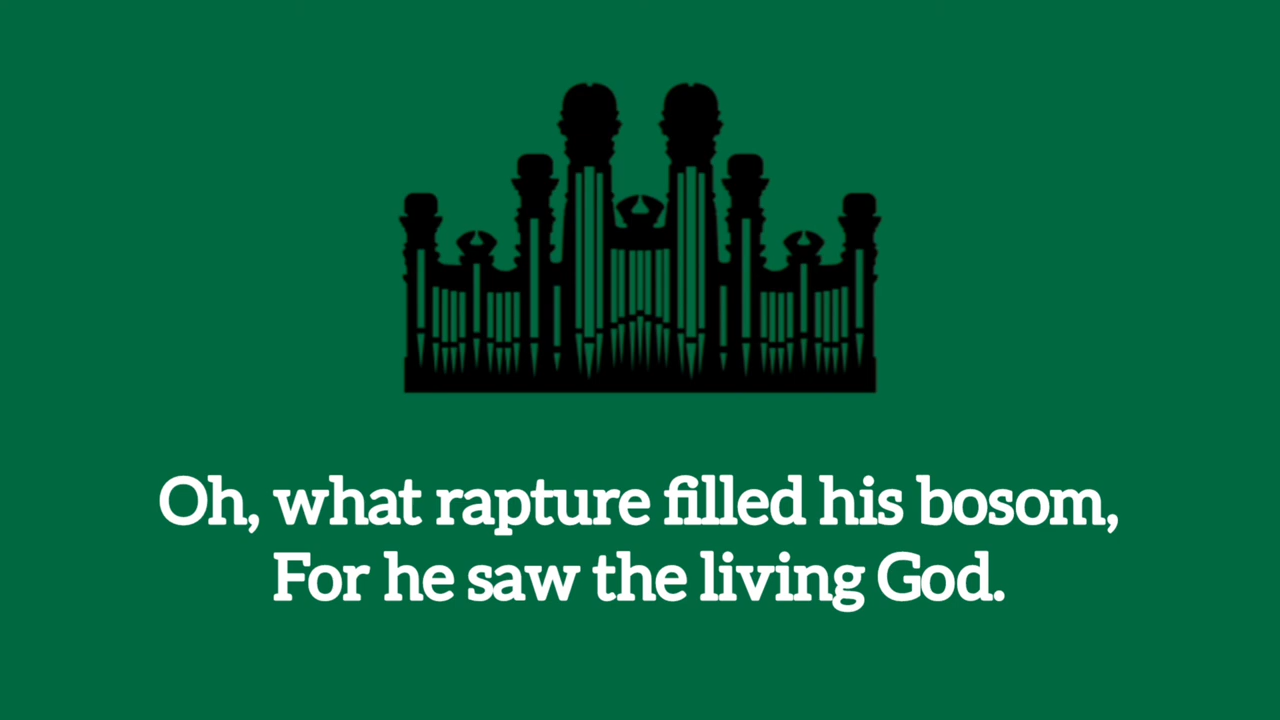 Oh, what rapture filled his bosom,
For he saw the living God.